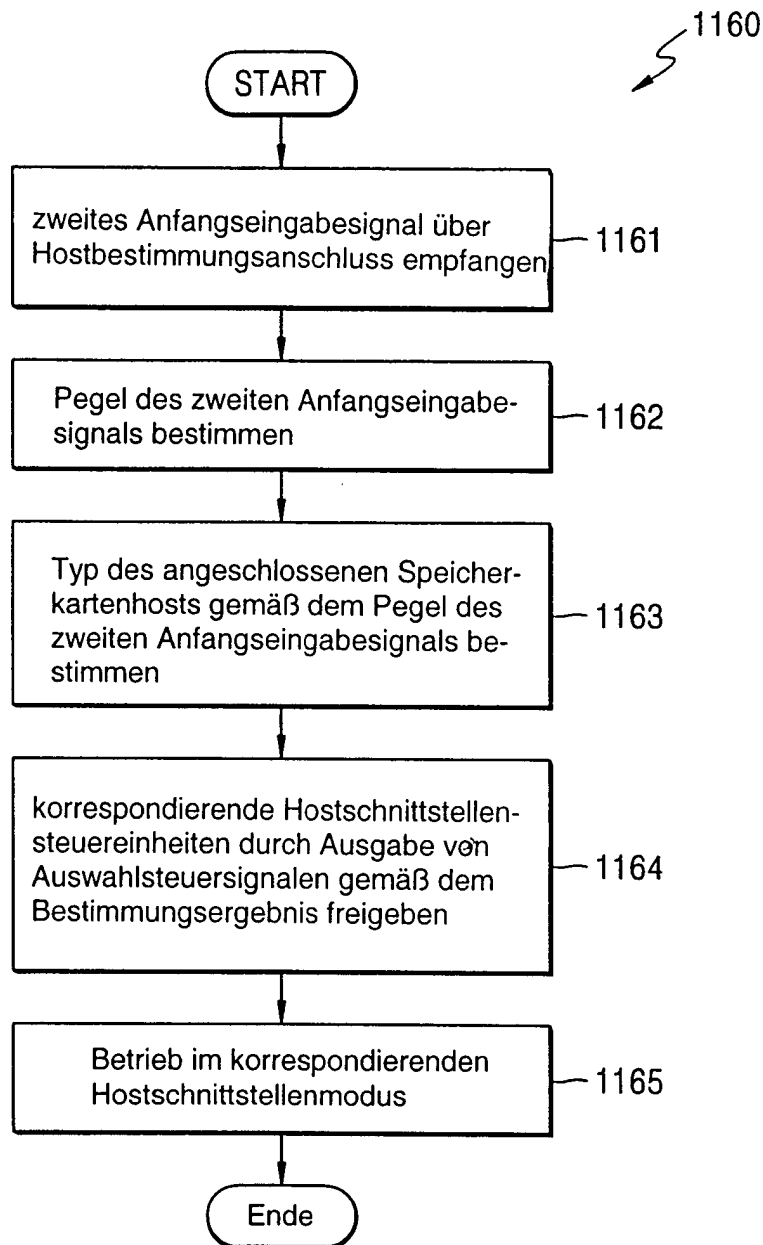 1160
START
zweites Anfangseingabesignal über
Hostbestimmungsanschluss empfangen
1161
Pegel des zweiten Anfangseingabe-
signals bestimmen
1162
Typ des angeschlossenen Speicher-
kartenhosts gemäß dem Pegel des
zweiten Anfangseingabesignals be-
stimmen
1163
korrespondierende Hostschnittstellen-
steuereinheiten durch Ausgabe von
Auswahlsteuersignalen gemäß dem
Bestimmungsergebnis freigeben
1164
Betrieb im korrespondierenden
Hostschnittstellenmodus
1165
Ende